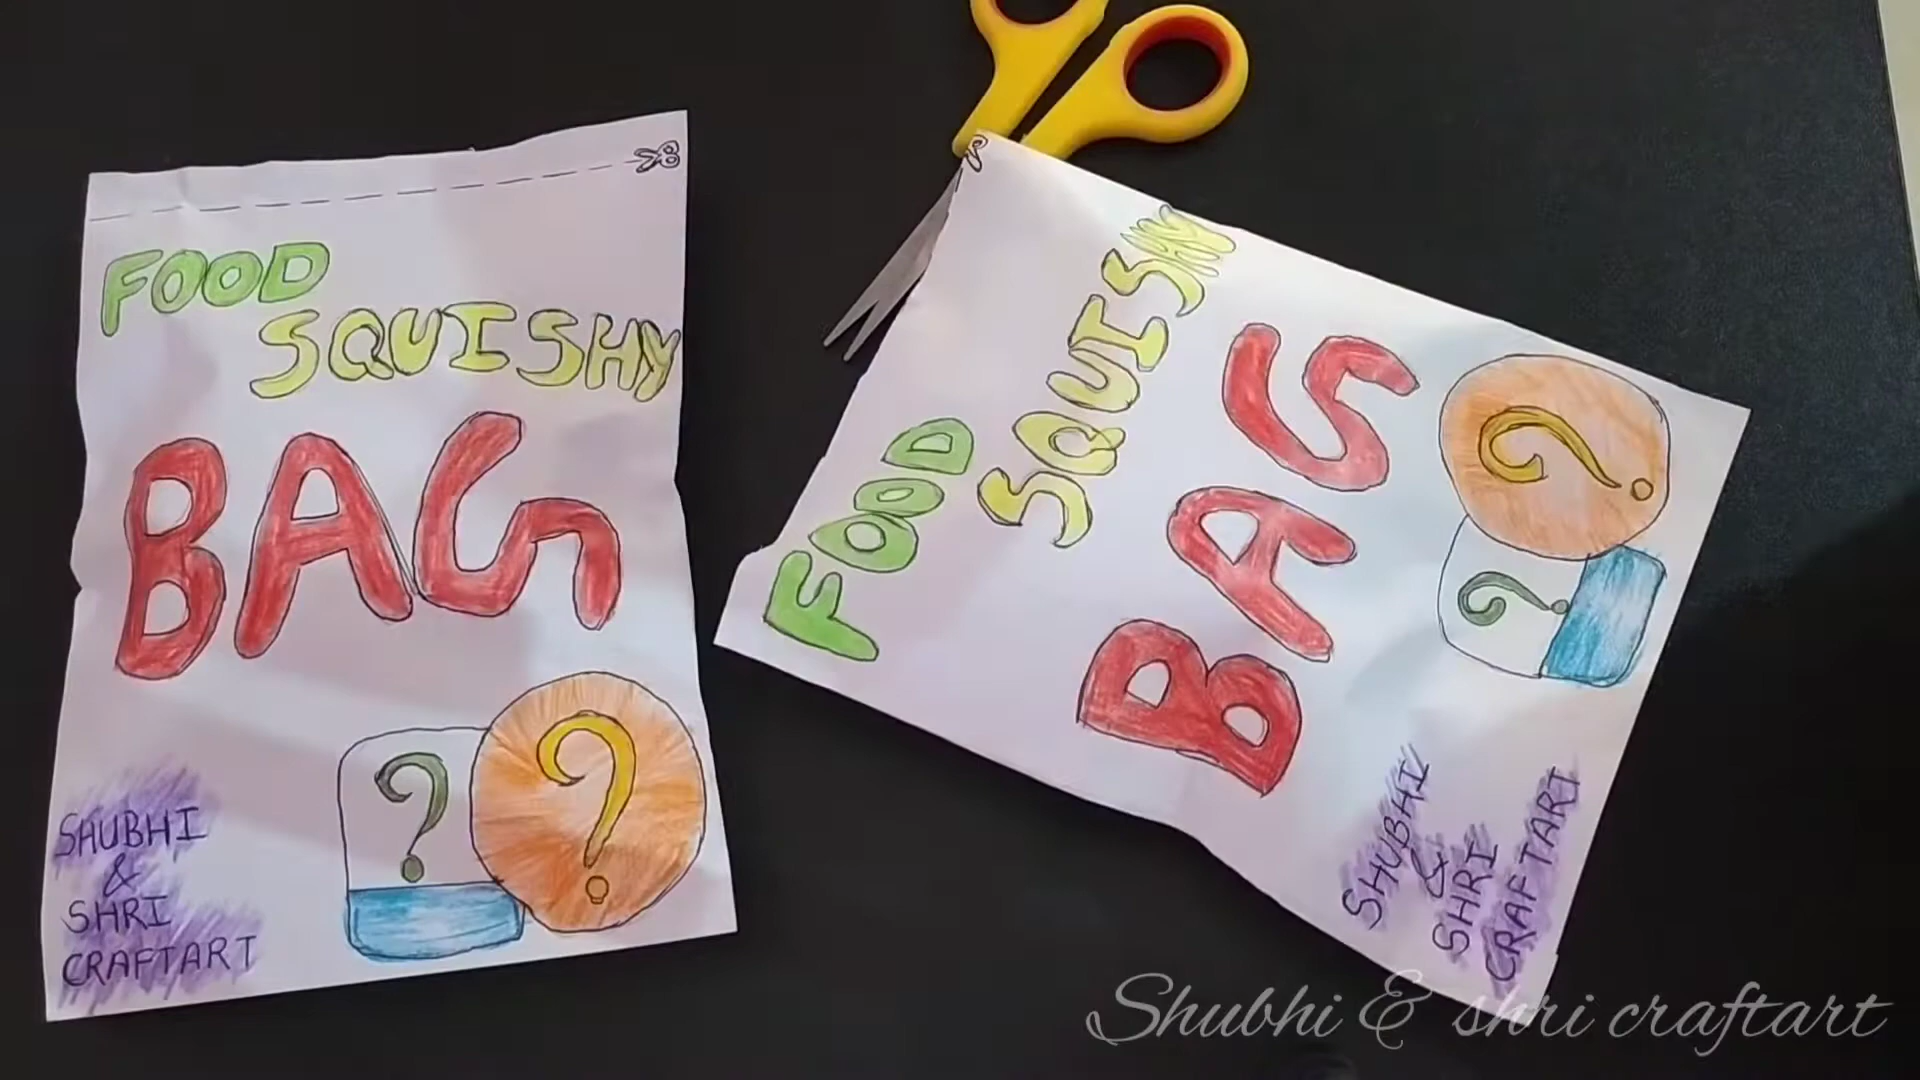 FOOD
SQUISHY
BAG
?
?
SHUBHI
&
SHRI
CRAFTART
FOOD
SQUISHY
BAG
?
?
SHUBHI
&
SHRI
CRAFTART
Shubhi & shri craftart